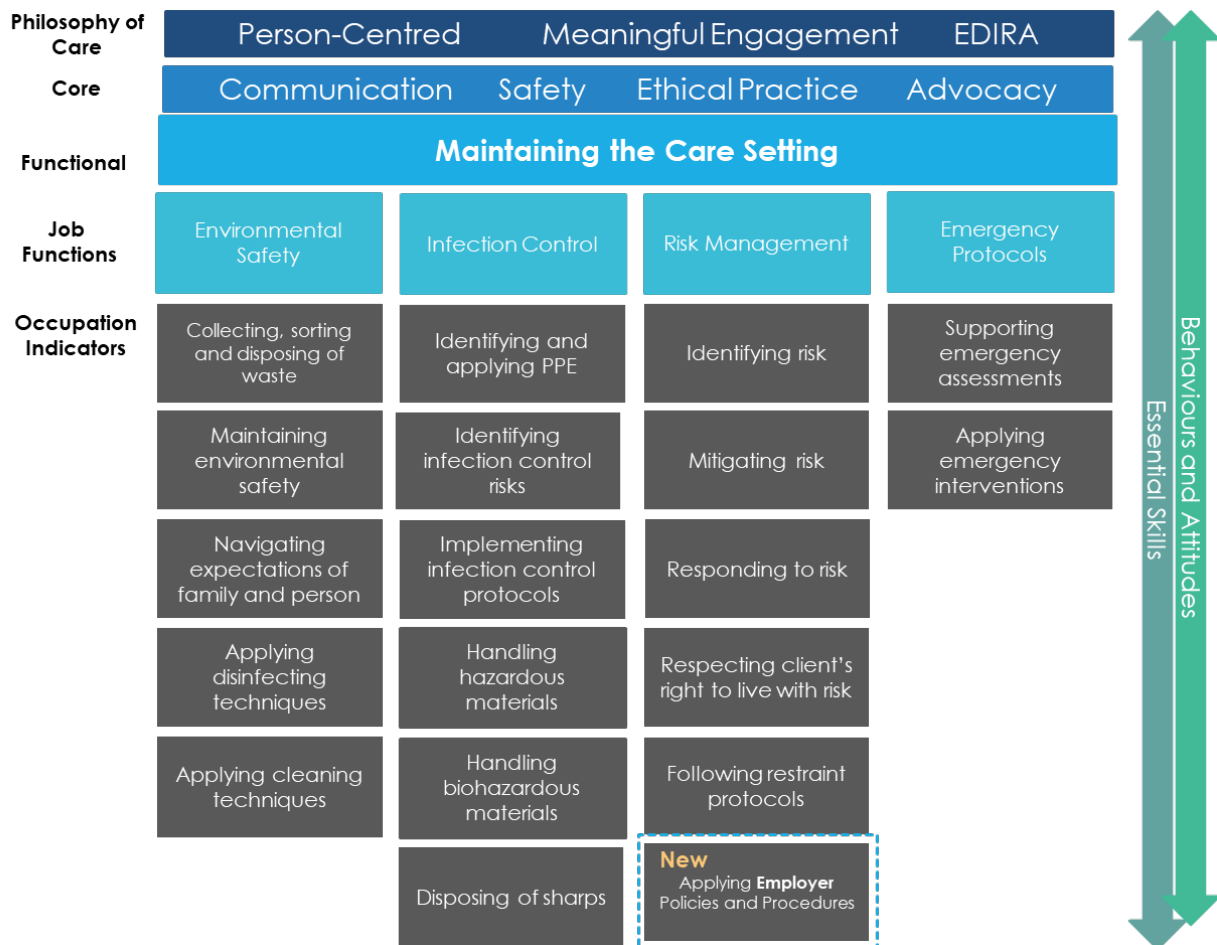 Philosophy of
Care
Person-Centred Meaningful Engagement EDIRA
Core
Communication Safety Ethical Practice Advocacy
Functional
Maintaining the Care Setting
Job
Functions
Environmental
Safety
Infection Control
Risk Management
Emergency
Protocols
Occupation
Indicators
Collecting, sorting
and disposing of
waste
Identifying and
applying PPE
Identifying risk
Supporting
emergency
assessments
Maintaining
environmental
safety
Identifying
infection control
risks
Mitigating risk
Applying
emergency
interventions
Navigating
expectations of
family and person
Implementing
infection control
protocols
Responding to risk
Applying
disinfecting
techniques
Handling
hazardous
materials
Respecting client's
right to live with risk
Applying cleaning
techniques
Handling
biohazardous
materials
Following restraint
protocols
Disposing of sharps
New
Applying Employer
Policies and Procedures
Essential Skills
Behaviours and Attitudes